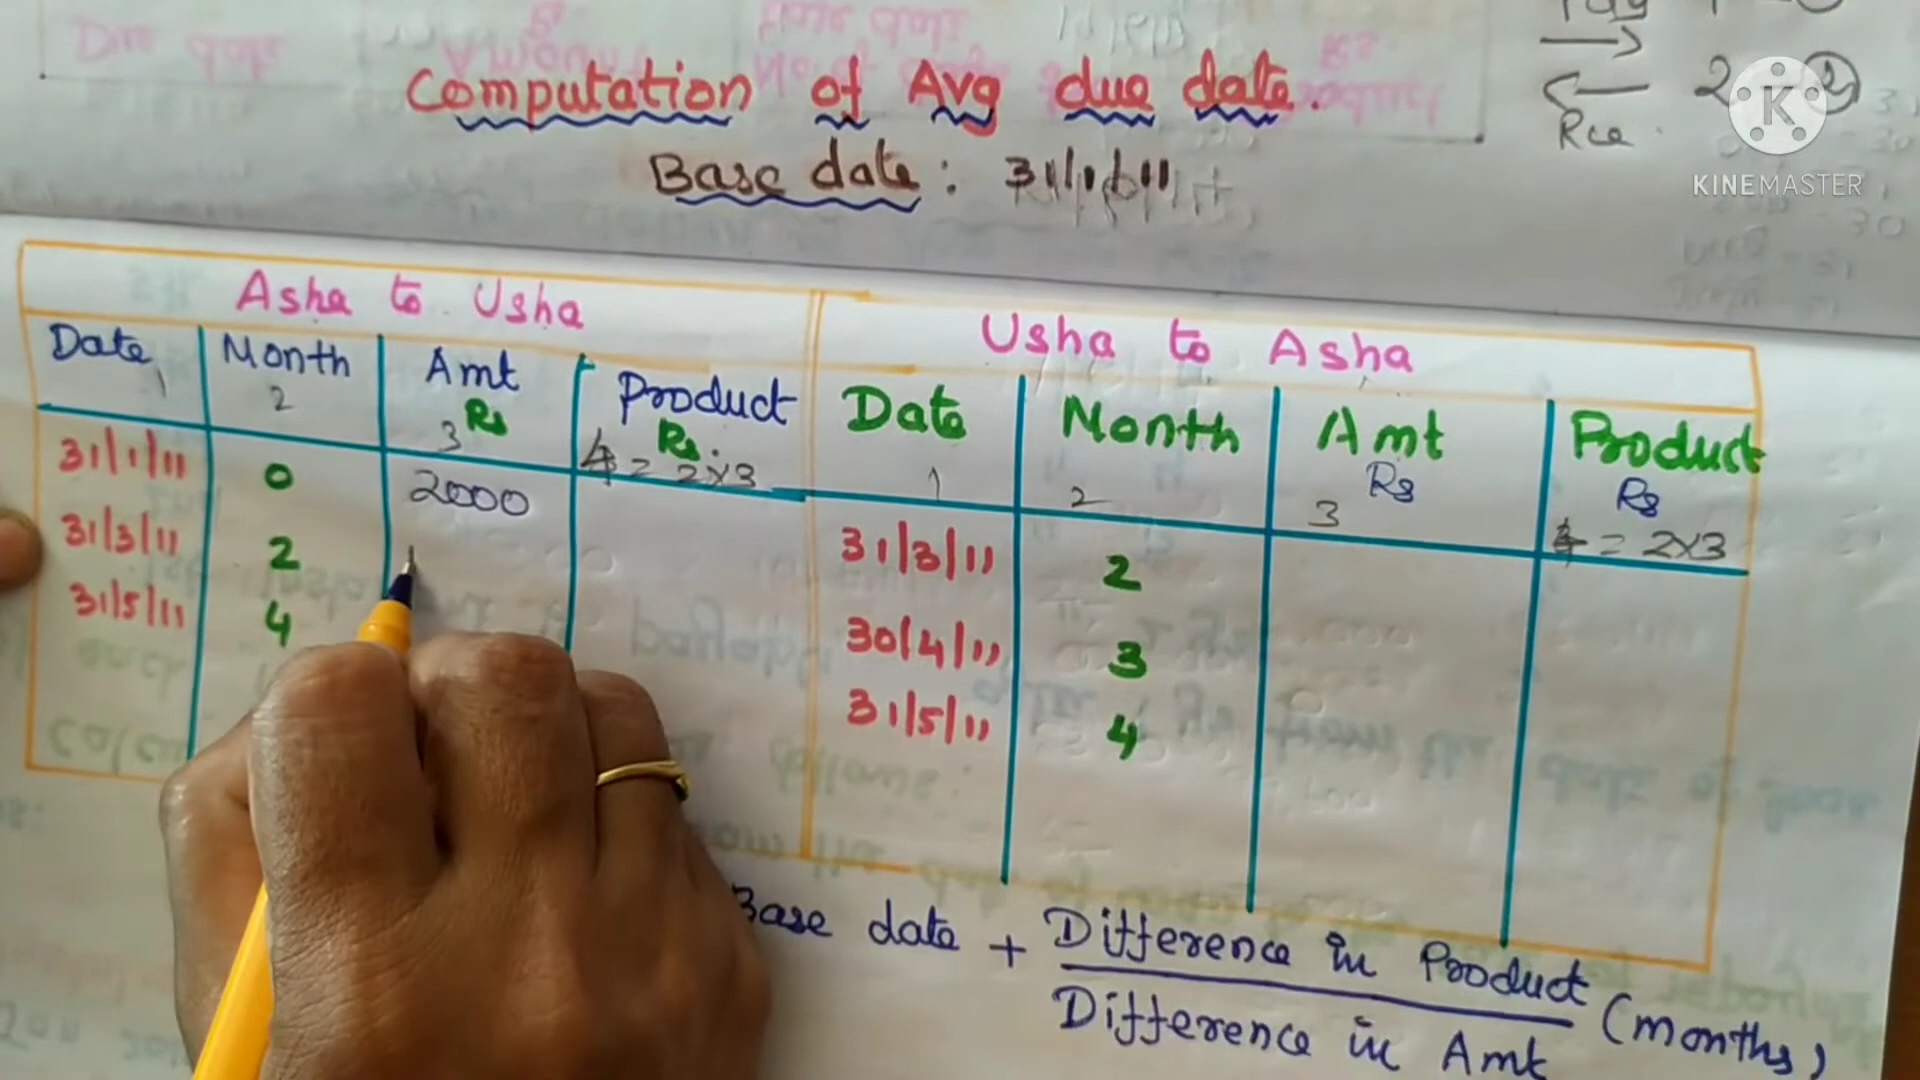 Computation of Avg due date.
Base date : 31/1/11
Rce
KINEMASTER
Asha to Usha
Usha to Asha
Date Month Amt Product Date Month Amt Product
1 2 3 Rs Rs. 1 2 3 Rs Rs
4 = 2x3 4 = 2x3
31/1/11 0 2000 31/3/11 2
31/3/11 2 30/4/11 3
31/5/11 4 31/5/11 4
Base date + Difference in Product (months)
Difference in Amt